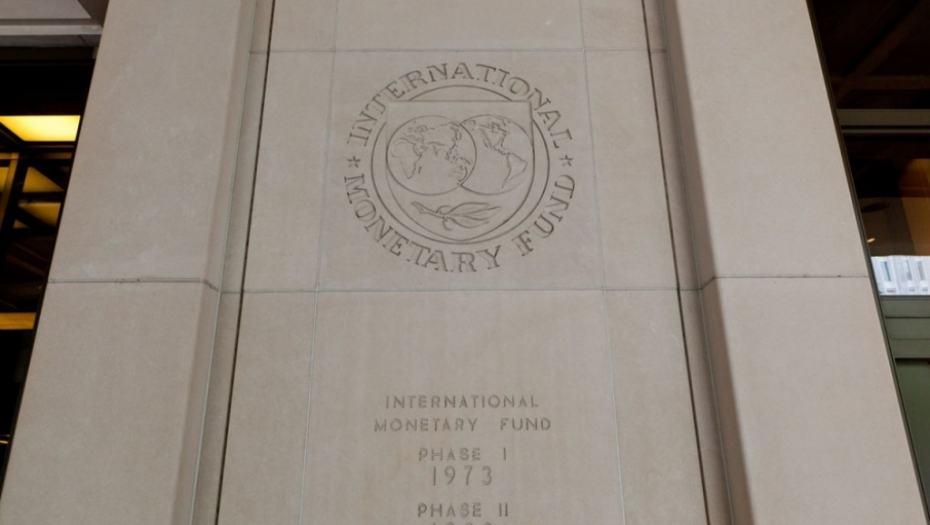 INTERNATIONAL
MONETARY FUND
INTERNATIONAL
MONETARY FUND
PHASE I
1973
PHASE II